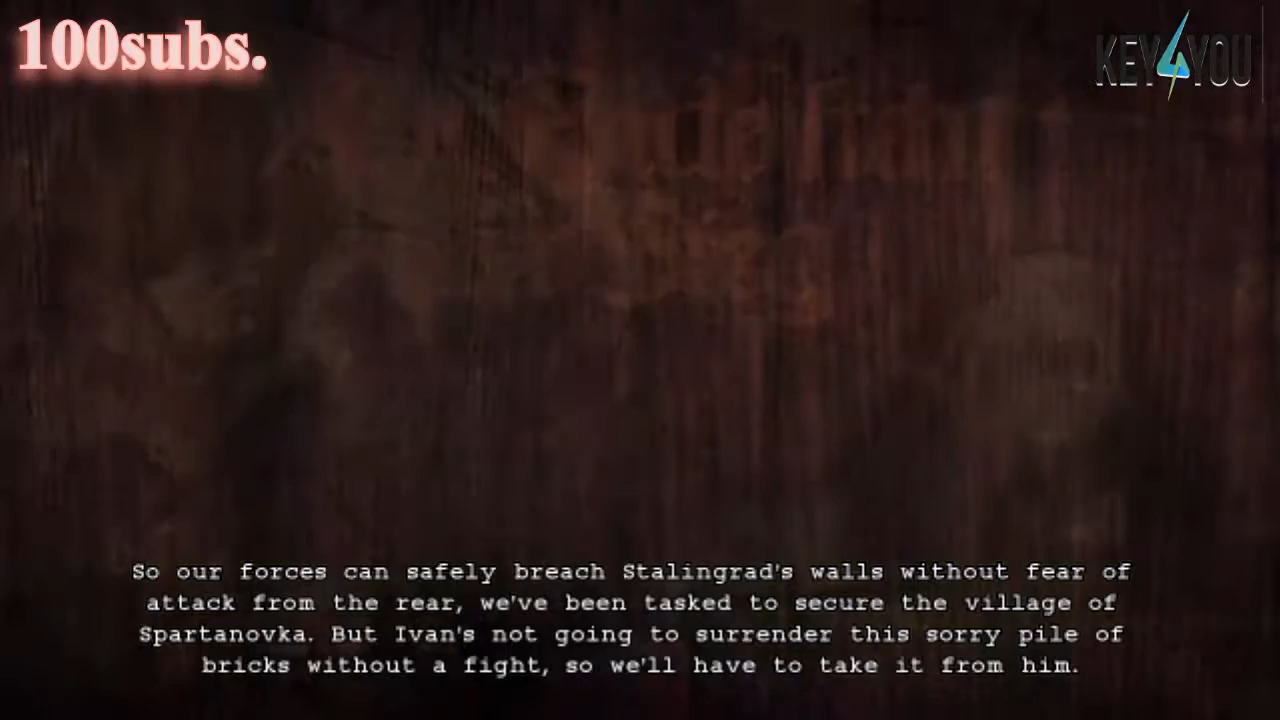 100subs.
KEY4YOU
So our forces can safely breach Stalingrad's walls without fear of
attack from the rear, we've been tasked to secure the village of
Spartanovka. But Ivan's not going to surrender this sorry pile of
bricks without a fight, so we'll have to take it from him.